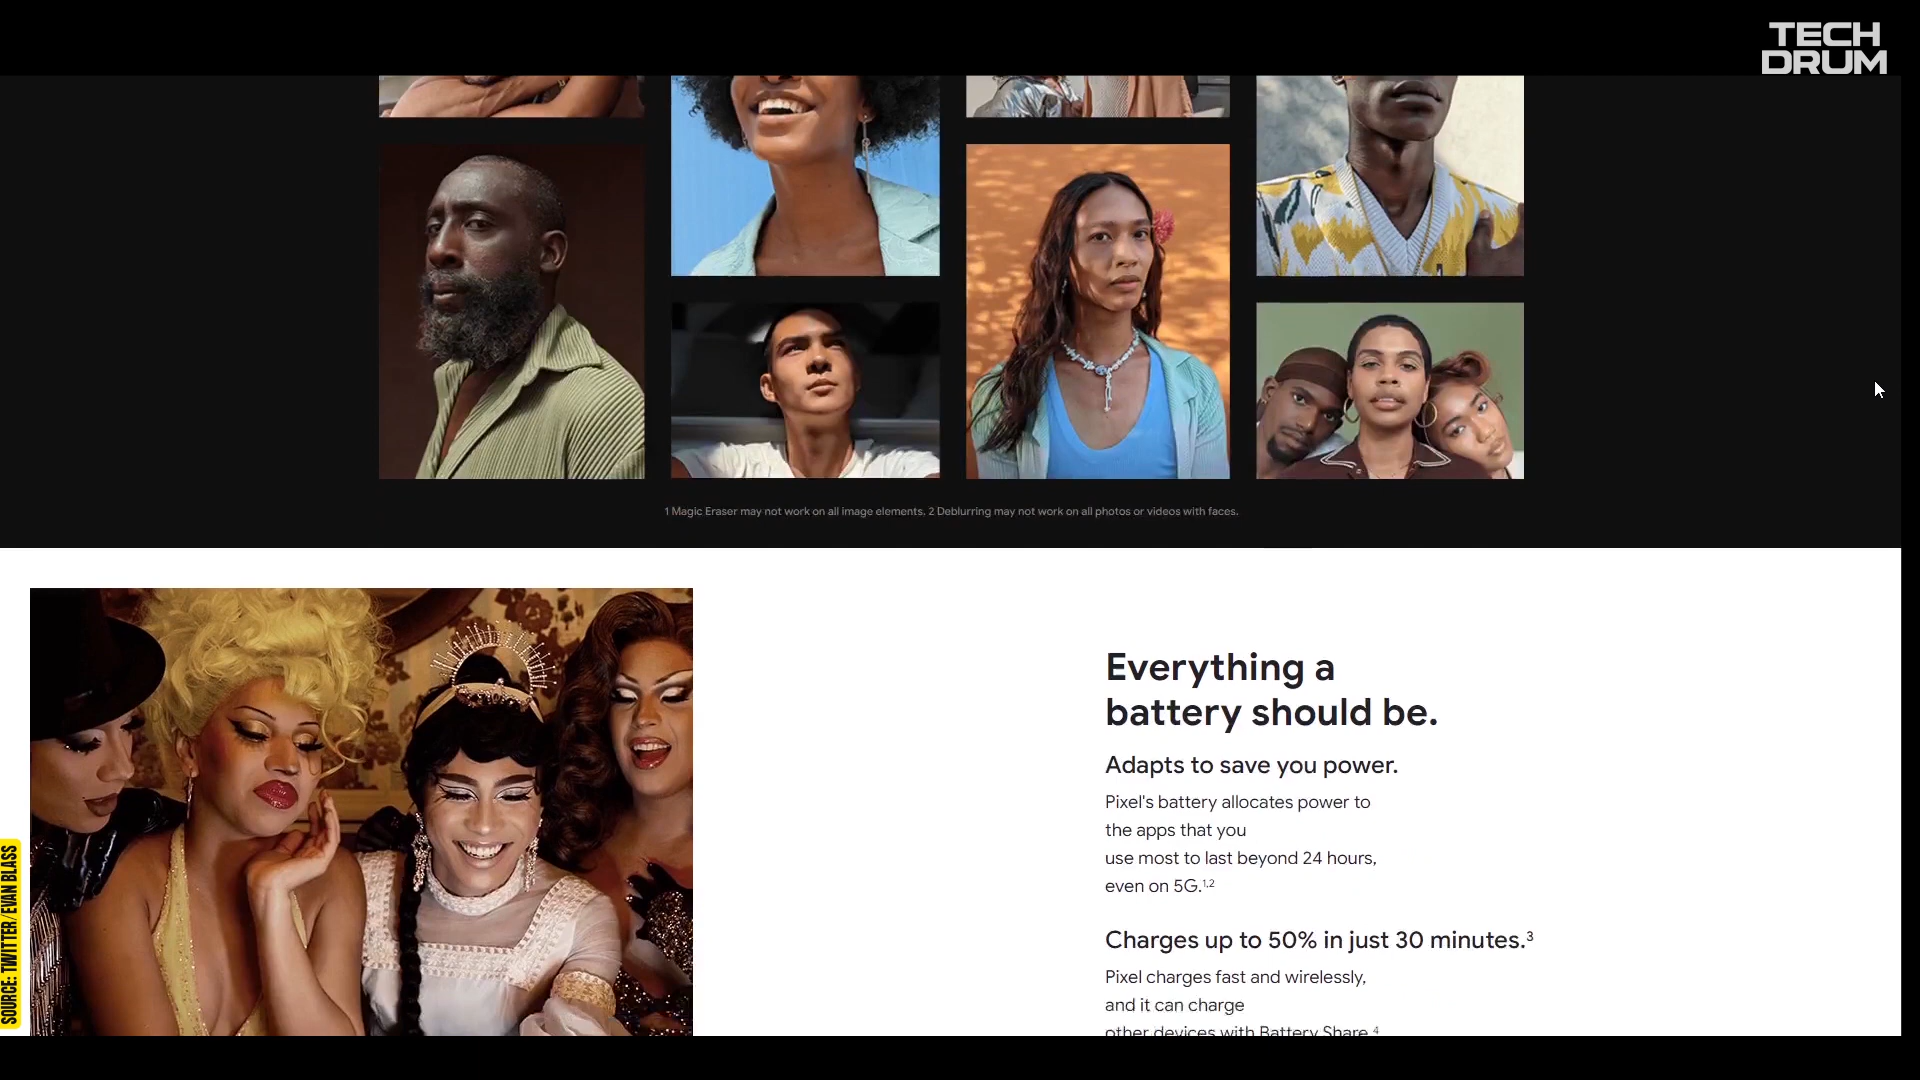 TECH
DRUM
1 Magic Eraser may not work on all image elements. 2 Deblurring may not work on all photos or videos with faces.
Everything a
battery should be.
Adapts to save you power.
Pixel's battery allocates power to
the apps that you
use most to last beyond 24 hours,
even on 5G.1,2
Charges up to 50% in just 30 minutes.3
Pixel charges fast and wirelessly,
and it can charge
other devices with Battery Share.4
SOURCE: TWITTER/EVAN BLASS